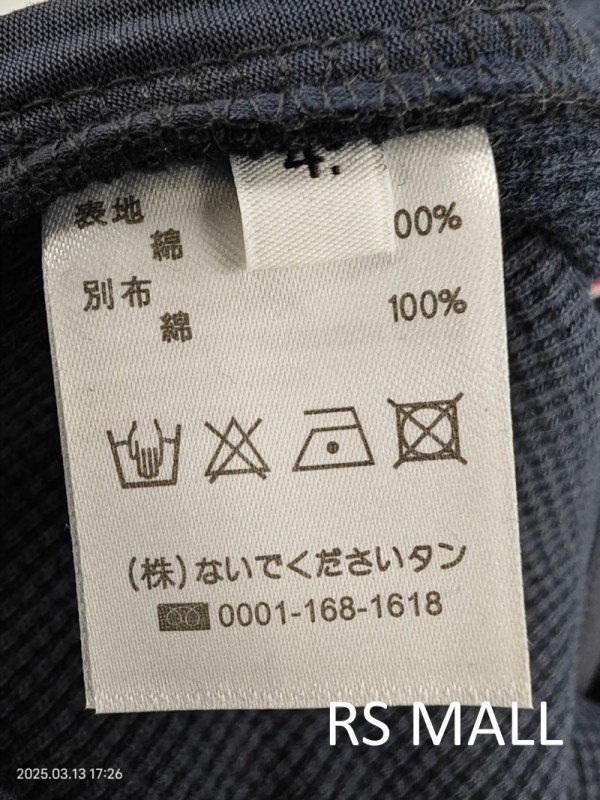 4.
表地
綿 00%
別布
綿 100%
(株)ないでくださいタン
0001-168-1618
RS MALL
2025.03.13 17:26